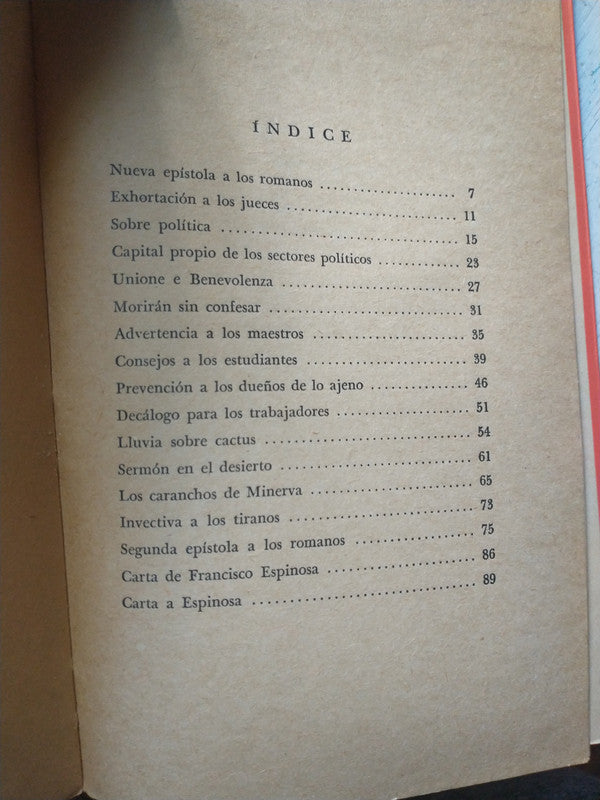 ÍNDICE
Nueva epístola a los romanos .................... 7
Exhortación a los jueces .................... 11
Sobre política .................... 15
Capital propio de los sectores políticos .................... 23
Unione e Benevolenza .................... 27
Morirán sin confesar .................... 31
Advertencia a los maestros .................... 35
Consejos a los estudiantes .................... 39
Prevención a los dueños de lo ajeno .................... 46
Decálogo para los trabajadores .................... 51
Lluvia sobre cactus .................... 54
Sermón en el desierto .................... 61
Los caranchos de Minerva .................... 65
Invectiva a los tiranos .................... 73
Segunda epístola a los romanos .................... 75
Carta de Francisco Espinosa .................... 86
Carta a Espinosa .................... 89